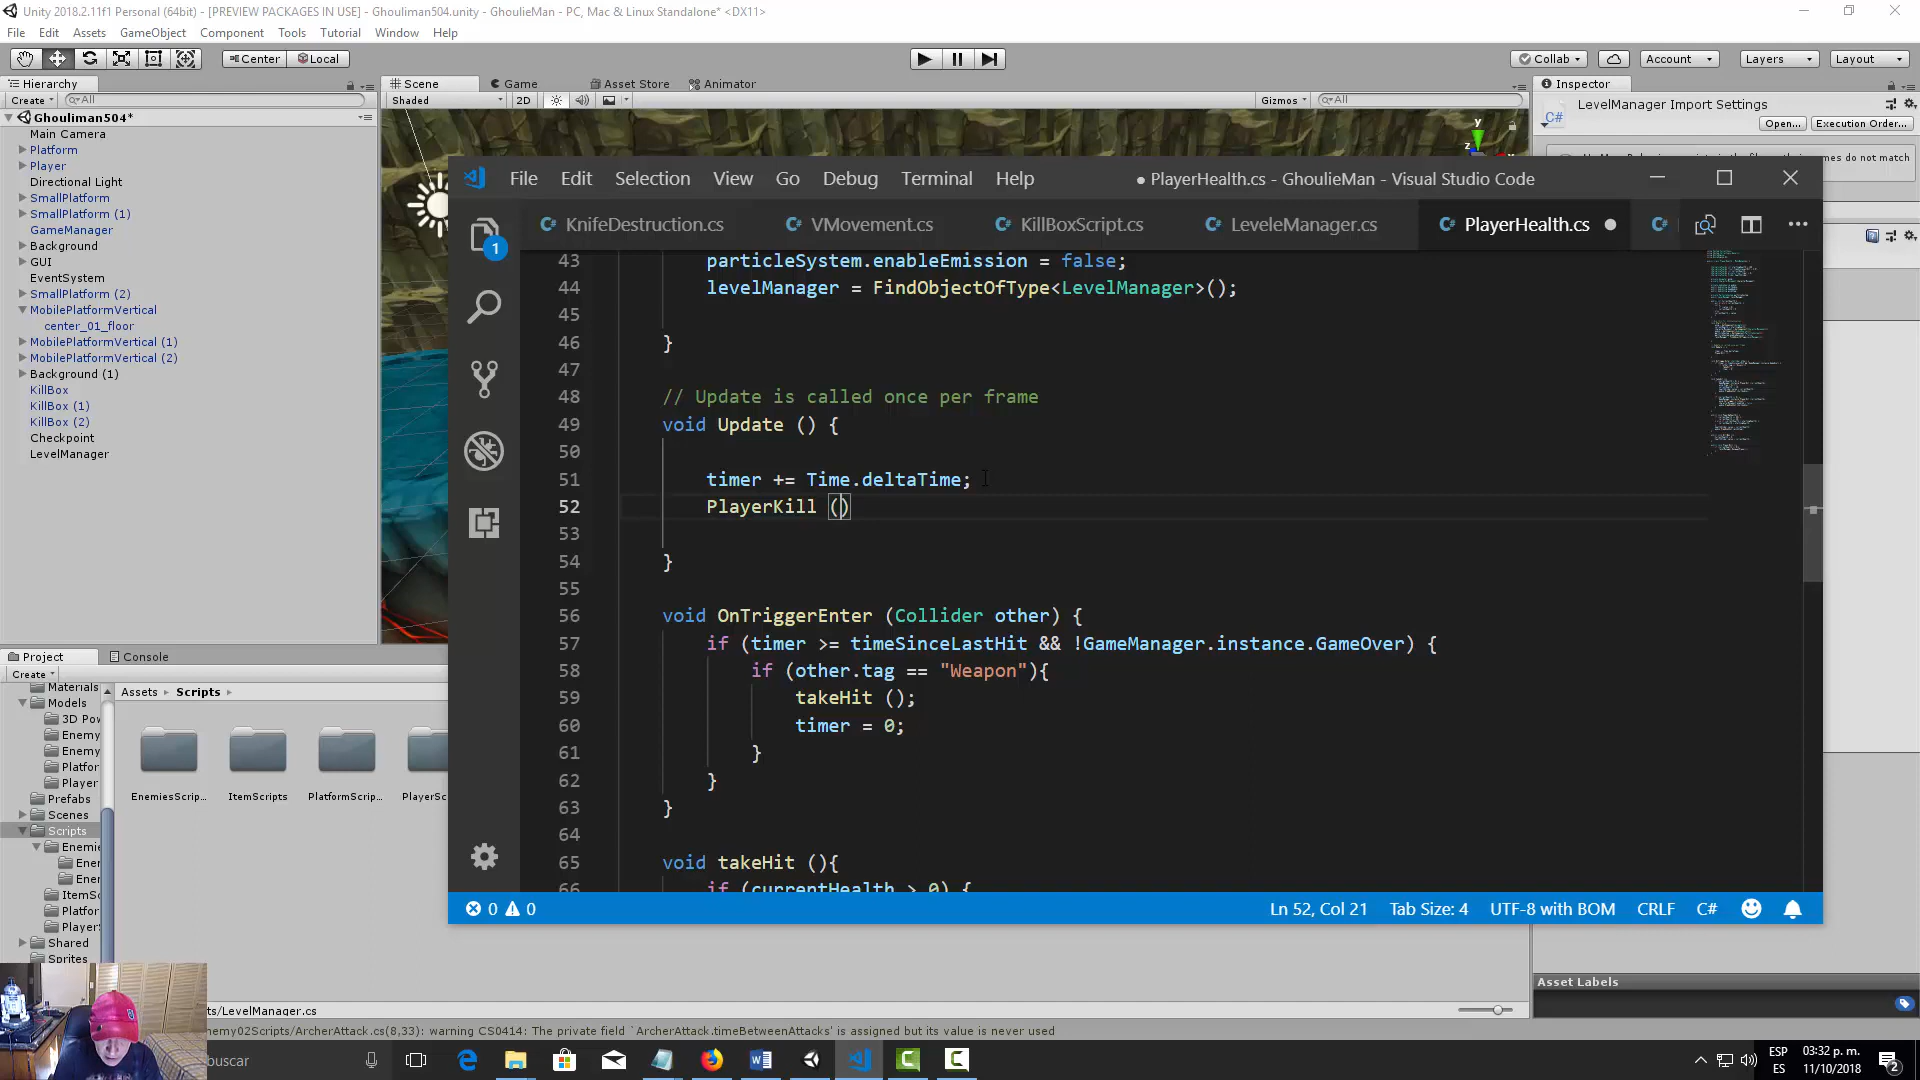 Unity 2018.2.11f1 Personal (64bit) - [PREVIEW PACKAGES IN USE] - Ghouliman504.unity - GhoulieMan - PC, Mac & Linux Standalone* <DX11>
File Edit Assets GameObject Component Tools Tutorial Window Help
Center Local Collab Account Layers Layout
Hierarchy Scene Game Asset Store Animator Inspector
Create All Shaded 2D Gizmos All LevelManager Import Settings
Open... Execution Order...
Ghouliman504*
Main Camera
Platform
Player
Directional Light
SmallPlatform
SmallPlatform (1)
GameManager
Background
GUI
EventSystem
SmallPlatform (2)
MobilePlatformVertical
center_01_floor
MobilePlatformVertical (1)
MobilePlatformVertical (2)
Background (1)
KillBox
KillBox (1)
KillBox (2)
Checkpoint
LevelManager
File Edit Selection View Go Debug Terminal Help ● PlayerHealth.cs - GhoulieMan - Visual Studio Code
KnifeDestruction.cs VMovement.cs KillBoxScript.cs LeveleManager.cs PlayerHealth.cs
1
43 particleSystem.enableEmission = false;
44 levelManager = FindObjectOfType<LevelManager>();
45
46 }
47
48 // Update is called once per frame
49 void Update () {
50
51 timer += Time.deltaTime;
52 PlayerKill ()
53
54 }
55
56 void OnTriggerEnter (Collider other) {
57 if (timer >= timeSinceLastHit && !GameManager.instance.GameOver) {
58 if (other.tag == "Weapon"){
59 takeHit ();
60 timer = 0;
61 }
62 }
63 }
64
65 void takeHit (){
66 if (currentHealth > 0) {
0 0 Ln 52, Col 21 Tab Size: 4 UTF-8 with BOM CRLF C#
Project Console
Create
Assets Scripts
Materials
Models
3D Pow
Enemy
Enemy
Platfor
Player
Prefabs
Scenes
Scripts
Enemie
Ener
Ener
ItemSc
Platfor
PlayerS
Shared
Sprites
EnemiesScrip... ItemScripts PlatformScrip... PlayerSc
ts/LevelManager.cs
Asset Labels
nemy02Scripts/ArcherAttack.cs(8,33): warning CS0414: The private field `ArcherAttack.timeBetweenAttacks' is assigned but its value is never used
buscar
ESP 03:32 p. m.
ES 11/10/2018 2